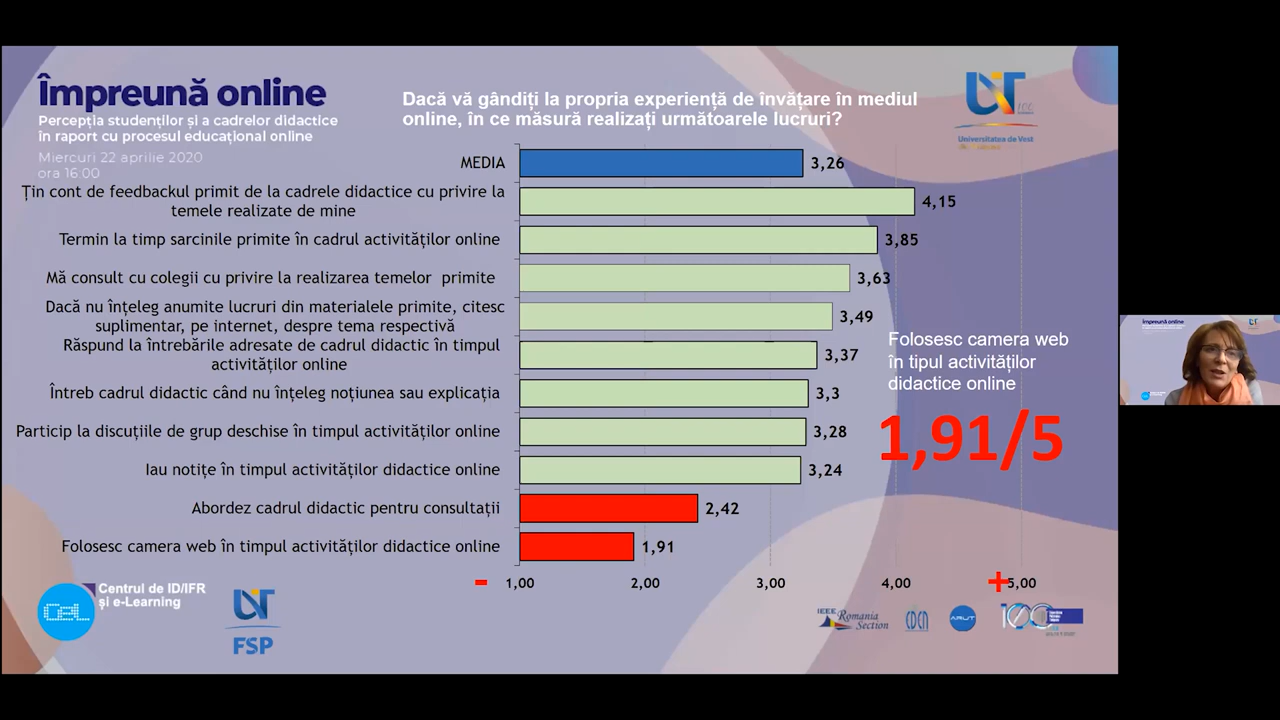 Împreună online
Percepția studenților și a cadrelor didactice
în raport cu procesul educațional online
Miercuri 22 aprilie 2020
ora 16:00
Dacă vă gândiți la propria experiență de învățare în mediul
online, în ce măsură realizați următoarele lucruri?
Universitatea de Vest
MEDIA
3,26
Țin cont de feedbackul primit de la cadrele didactice cu privire la
temele realizate de mine
4,15
Termin la timp sarcinile primite în cadrul activităților online
3,85
Mă consult cu colegii cu privire la realizarea temelor primite
3,63
Dacă nu înțeleg anumite lucruri din materialele primite, citesc
suplimentar, pe internet, despre tema respectivă
3,49
Răspund la întrebările adresate de cadrul didactic în timpul
activităților online
3,37
Întreb cadrul didactic când nu înțeleg noțiunea sau explicația
3,3
Particip la discuțiile de grup deschise în timpul activităților online
3,28
Iau notițe în timpul activităților didactice online
3,24
Abordez cadrul didactic pentru consultații
2,42
Folosesc camera web în timpul activităților didactice online
1,91
Folosesc camera web
în tipul activităților
didactice online
1,91/5
- 1,00 2,00 3,00 4,00 + 5,00
Centrul de ID/IFR
și e-Learning
FSP
IEEE
Romania
Section
EDEN
ARUT
100
Împreună online